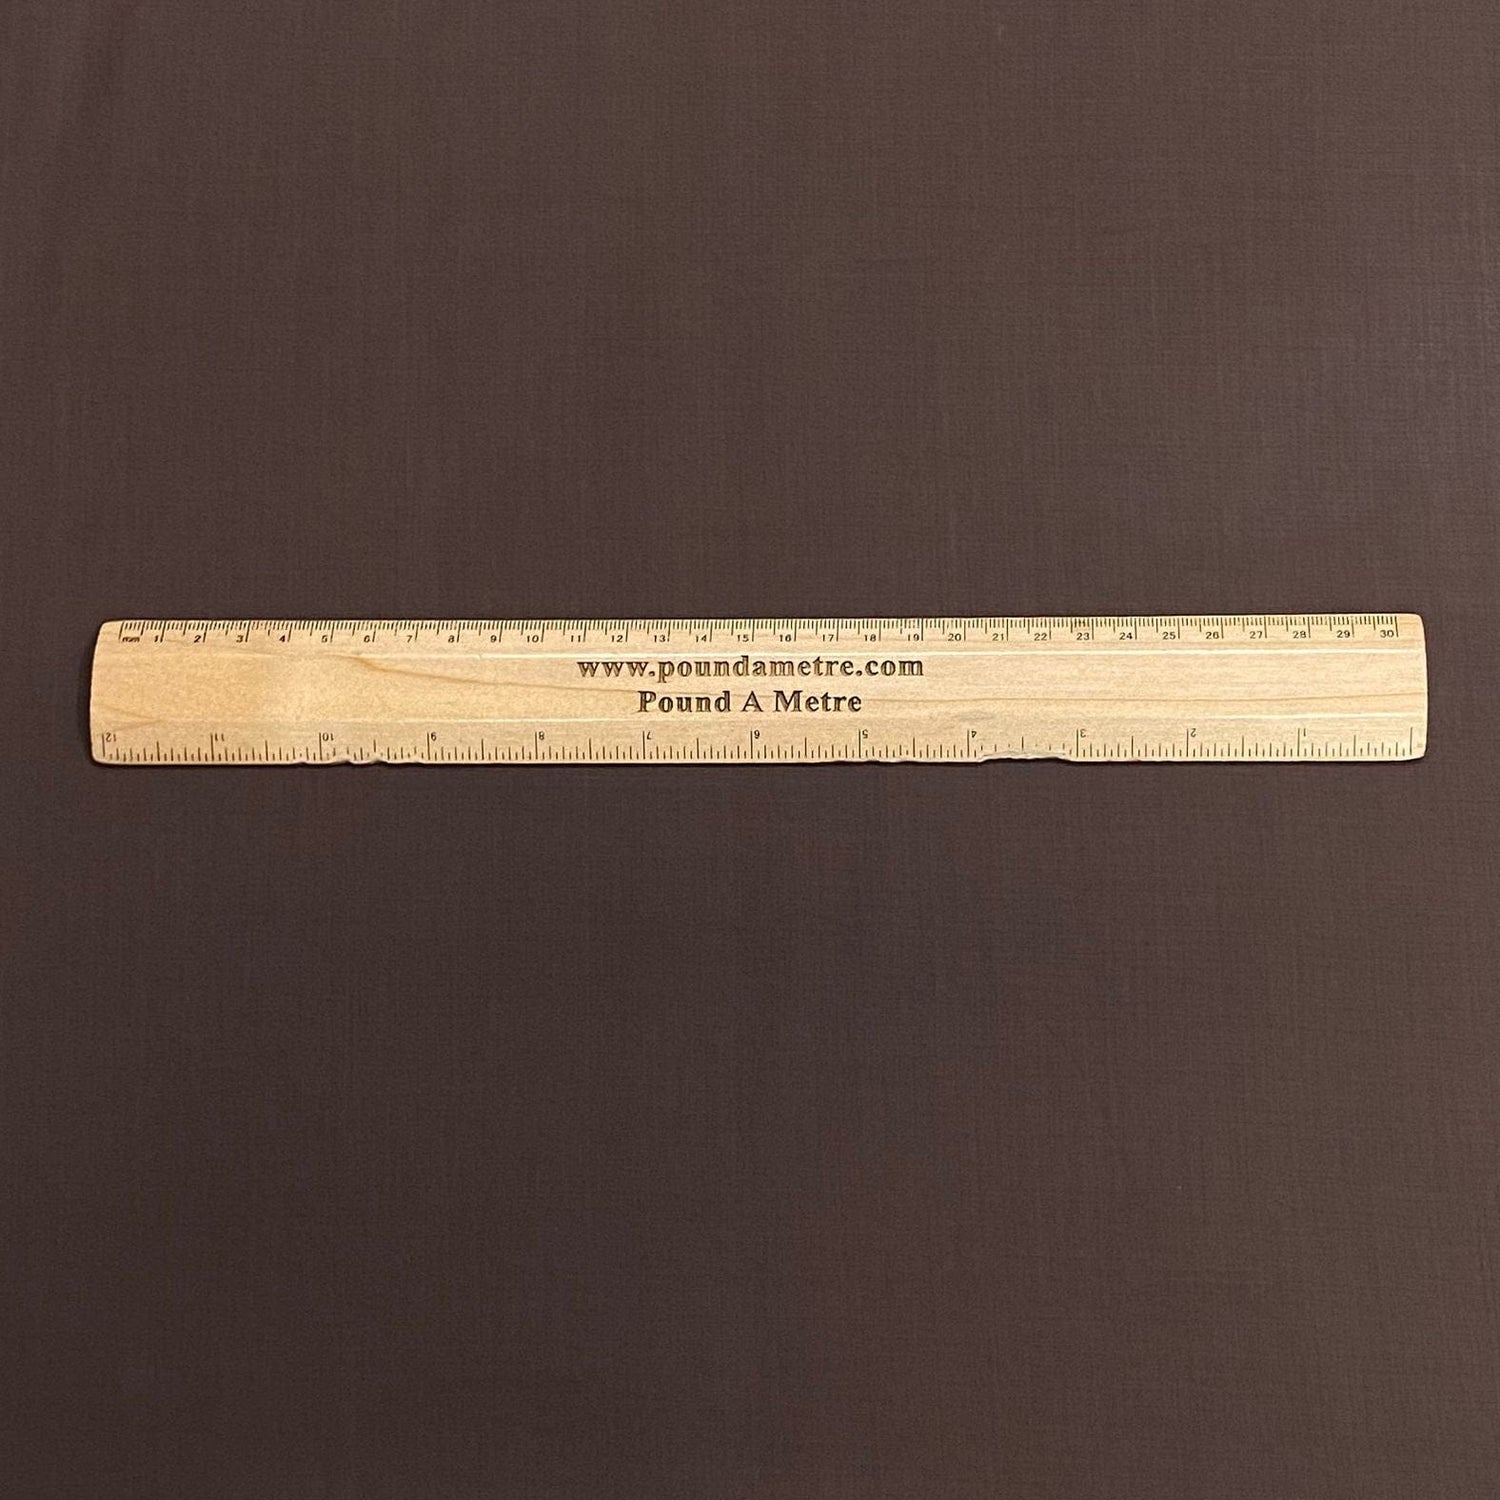 mm 1 2 3 4 5 6 7 8 9 10 11 12 13 14 15 16 17 18 19 20 21 22 23 24 25 26 27 28 29 30
www.poundametre.com
Pound A Metre
12 11 10 9 8 7 6 5 4 3 2 1